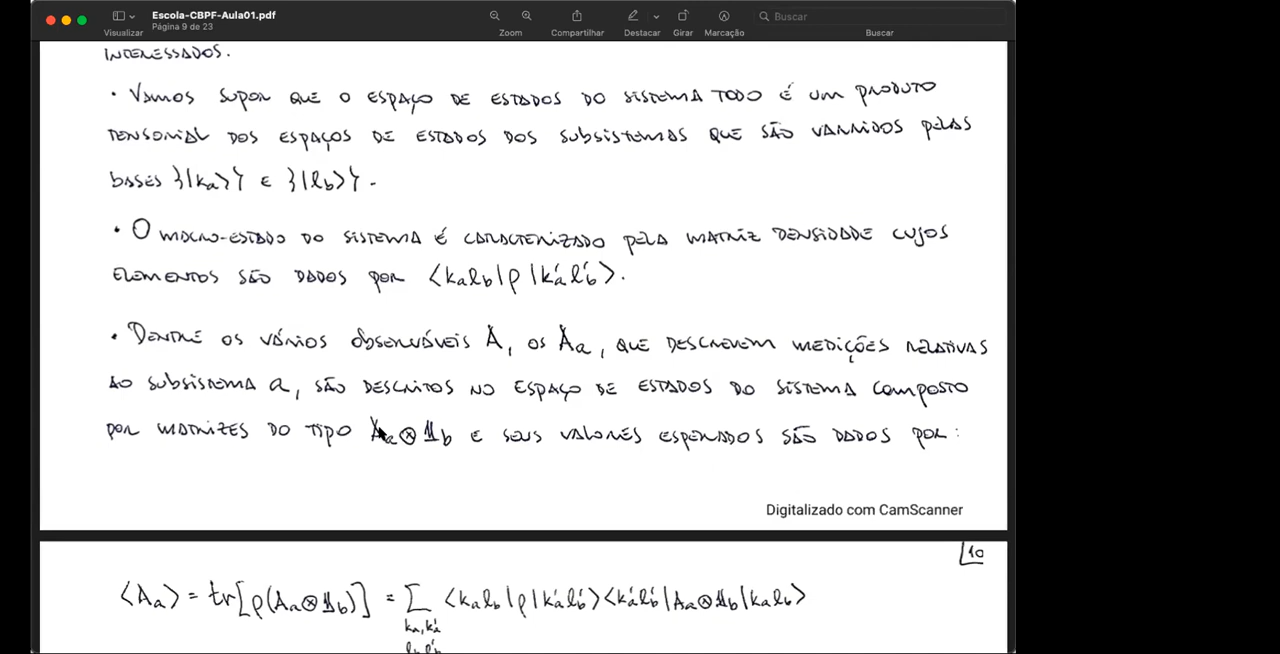 Escola-CBPF-Aula01.pdf
Página 9 de 23
Visualizar
Zoom
Compartilhar
Destacar
Girar
Marcação
Buscar
Buscar
INTERESSADOS.
• VAMOS SUPOR QUE O ESPAÇO DE ESTADOS DO SISTEMA TODO É UM PRODUTO
TENSORIAL DOS ESPAÇOS DE ESTADOS DOS SUBSISTEMAS QUE SÃO VARRIDOS PELAS
BASES {|ka>} E {|lb>}.
• O MACRO-ESTADO DO SISTEMA É CARACTERIZADO PELA MATRIZ DENSIDADE CUJOS
ELEMENTOS SÃO DADOS POR <kalb|ρ|k'al'b>.
• DENTRE OS VÁRIOS OBSERVÁVEIS A, OS Aa, QUE DESCREVEM MEDIÇÕES RELATIVAS
AO SUBSISTEMA a, SÃO DESCRITOS NO ESPAÇO DE ESTADOS DO SISTEMA COMPOSTO
POR MATRIZES DO TIPO Aa⊗𝟙b E SEUS VALORES ESPERADOS SÃO DADOS POR:
Digitalizado com CamScanner
10
<Aa> = tr[ρ(Aa⊗𝟙b)] = Σ <kalb|ρ|k'al'b><k'al'b|Aa⊗𝟙b|kalb>
ka,k'a
lb,l'b